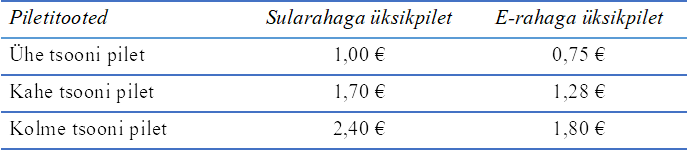 Piletitooted Sularahaga üksikpilet E-rahaga üksikpilet
Ühe tsooni pilet 1,00 € 0,75 €
Kahe tsooni pilet 1,70 € 1,28 €
Kolme tsooni pilet 2,40 € 1,80 €